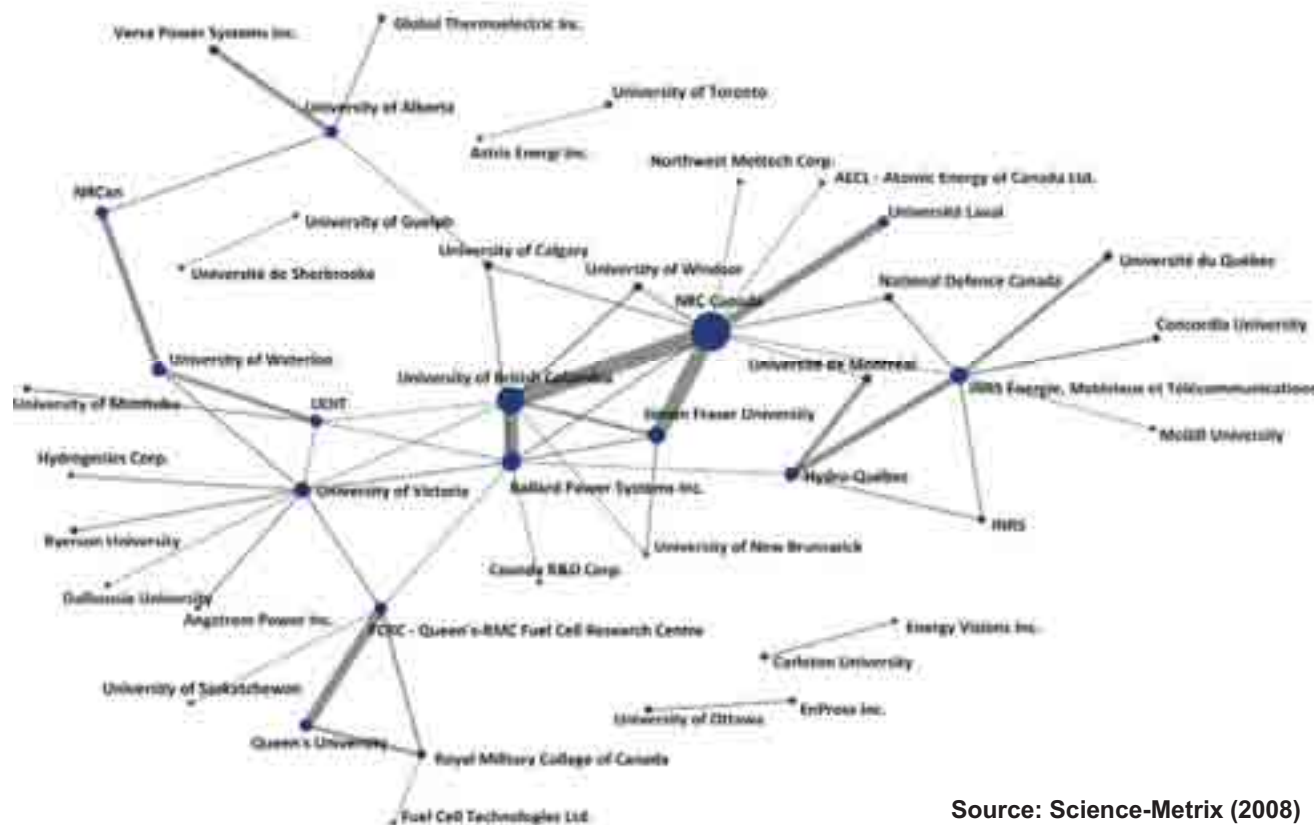 Global Thermoelectric Inc.
Versa Power Systems Inc.
University of Alberta
University of Toronto
Astris Energi Inc.
Northwest Mettech Corp.
AECL - Atomic Energy of Canada Ltd.
NRCan
Université Laval
University of Guelph
University of Calgary
Université du Québec
Université de Sherbrooke
University of Windsor
National Defence Canada
NRC Canada
Concordia University
University of Waterloo
Université de Montréal
University of British Columbia
INRS Énergie, Matériaux et Télécommunications
University of Manitoba
UOIT
Simon Fraser University
McGill University
Hydrogenics Corp.
Hydro-Québec
University of Victoria
Ballard Power Systems Inc.
INRS
Ryerson University
University of New Brunswick
R&D Corp.
Dalhousie University
Angstrom Power Inc.
FCRC - Queen's-RMC Fuel Cell Research Centre
Energy Visions Inc.
Carleton University
University of Saskatchewan
EnPross Inc.
University of Ottawa
Queen's University
Royal Military College of Canada
Source: Science-Metrix (2008)
Fuel Cell Technologies Ltd.